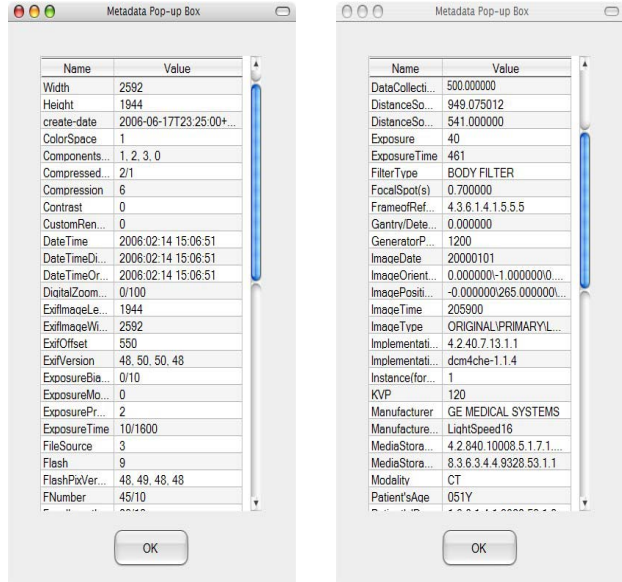 Metadata Pop-up Box
Name Value
Width 2592
Height 1944
create-date 2006-06-17T23:25:00+...
ColorSpace 1
Components... 1, 2, 3, 0
Compressed... 2/1
Compression 6
Contrast 0
CustomRen... 0
DateTime 2006:02:14 15:06:51
DateTimeDi... 2006:02:14 15:06:51
DateTimeOr... 2006:02:14 15:06:51
DigitalZoom... 0/100
ExifImageLe... 1944
ExifImageWi... 2592
ExifOffset 550
ExifVersion 48, 50, 50, 48
ExposureBia... 0/10
ExposureMo... 0
ExposurePr... 2
ExposureTime 10/1600
FileSource 3
Flash 9
FlashPixVer... 48, 49, 48, 48
FNumber 45/10
OK
Metadata Pop-up Box
Name Value
DataCollecti... 500.000000
DistanceSo... 949.075012
DistanceSo... 541.000000
Exposure 40
ExposureTime 461
FilterType BODY FILTER
FocalSpot(s) 0.700000
FrameofRef... 4.3.6.1.4.1.5.5.5
Gantry/Dete... 0.000000
GeneratorP... 1200
ImageDate 20000101
ImageOrient... 0.000000\-1.000000\0....
ImagePositi... -0.000000\265.000000\...
ImageTime 205900
ImageType ORIGINAL\PRIMARY\L...
Implementati... 4.2.40.7.13.1.1
Implementati... dcm4che-1.1.4
Instance(for... 1
KVP 120
Manufacturer GE MEDICAL SYSTEMS
Manufacture... LightSpeed16
MediaStora... 4.2.840.10008.5.1.7.1....
MediaStora... 8.3.6.3.4.4.9328.53.1.1
Modality CT
Patient'sAge 051Y
OK